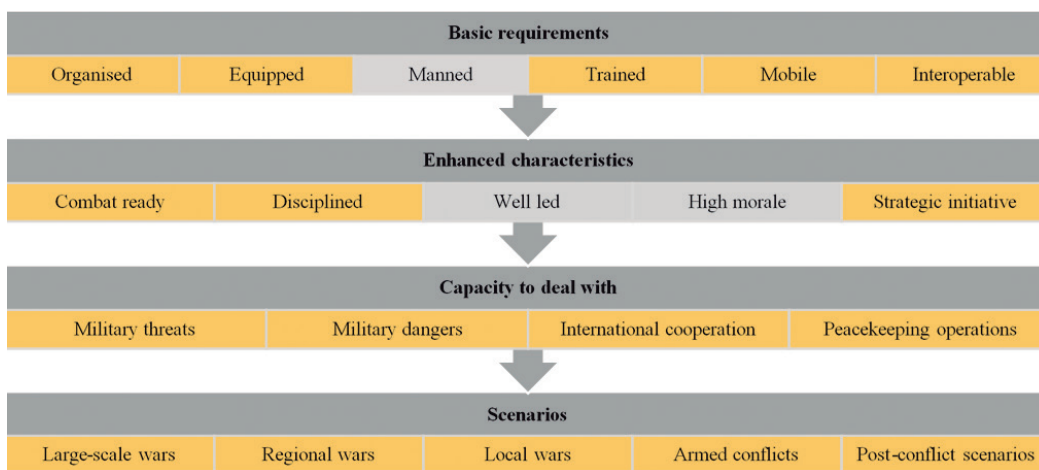 Basic requirements
Organised Equipped Manned Trained Mobile Interoperable
Enhanced characteristics
Combat ready Disciplined Well led High morale Strategic initiative
Capacity to deal with
Military threats Military dangers International cooperation Peacekeeping operations
Scenarios
Large-scale wars Regional wars Local wars Armed conflicts Post-conflict scenarios